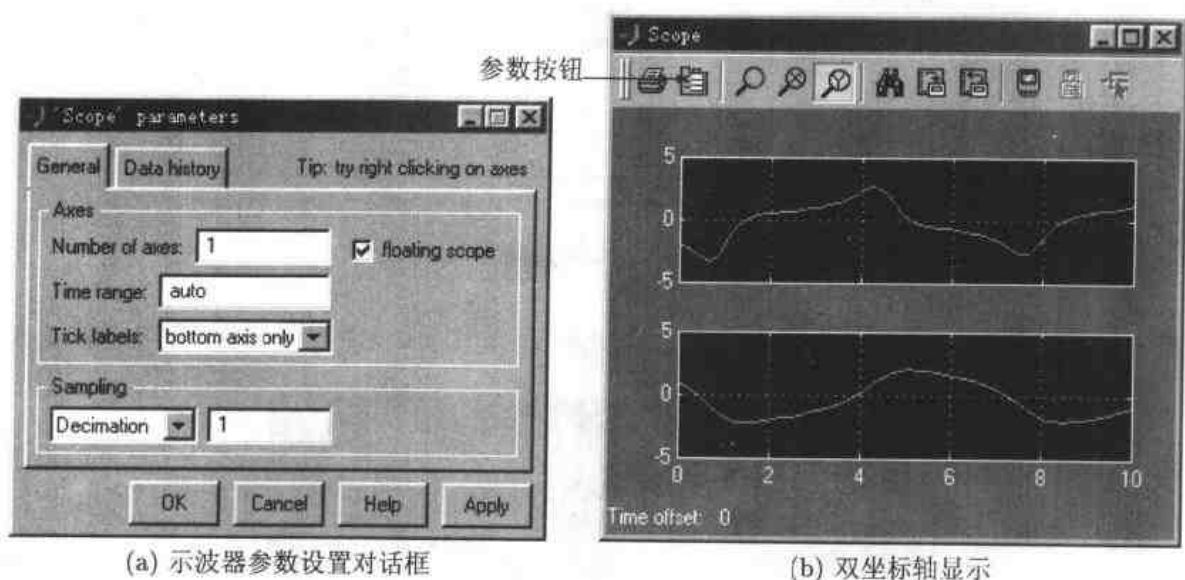 参数按钮
'Scope' parameters
General
Data history
Tip: try right clicking on axes
Axes
Number of axes: 1
floating scope
Time range: auto
Tick labels: bottom axis only
Sampling
Decimation
1
OK
Cancel
Help
Apply
(a) 示波器参数设置对话框
Scope
5
0
-5
5
0
-5
0 2 4 6 8 10
Time offset: 0
(b) 双坐标轴显示